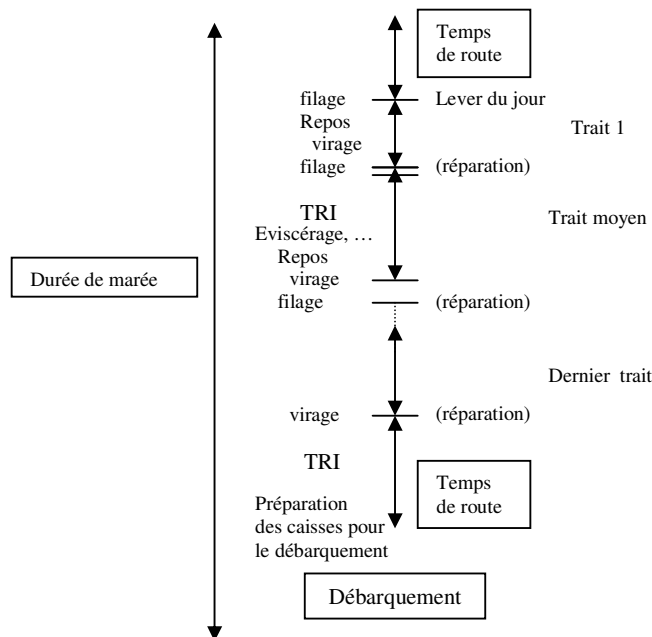 Temps
de route
filage
Lever du jour
Repos
Trait 1
virage
filage
(réparation)
TRI
Trait moyen
Eviscérage, …
Repos
Durée de marée
virage
filage
(réparation)
Dernier trait
virage
(réparation)
TRI
Temps
de route
Préparation
des caisses pour
le débarquement
Débarquement